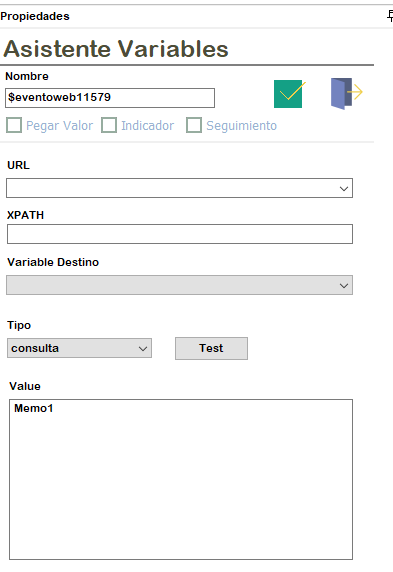 Propiedades
Asistente Variables
Nombre
$eventoweb11579
Pegar Valor Indicador Seguimiento
URL
XPATH
Variable Destino
Tipo
consulta Test
Value
Memo1